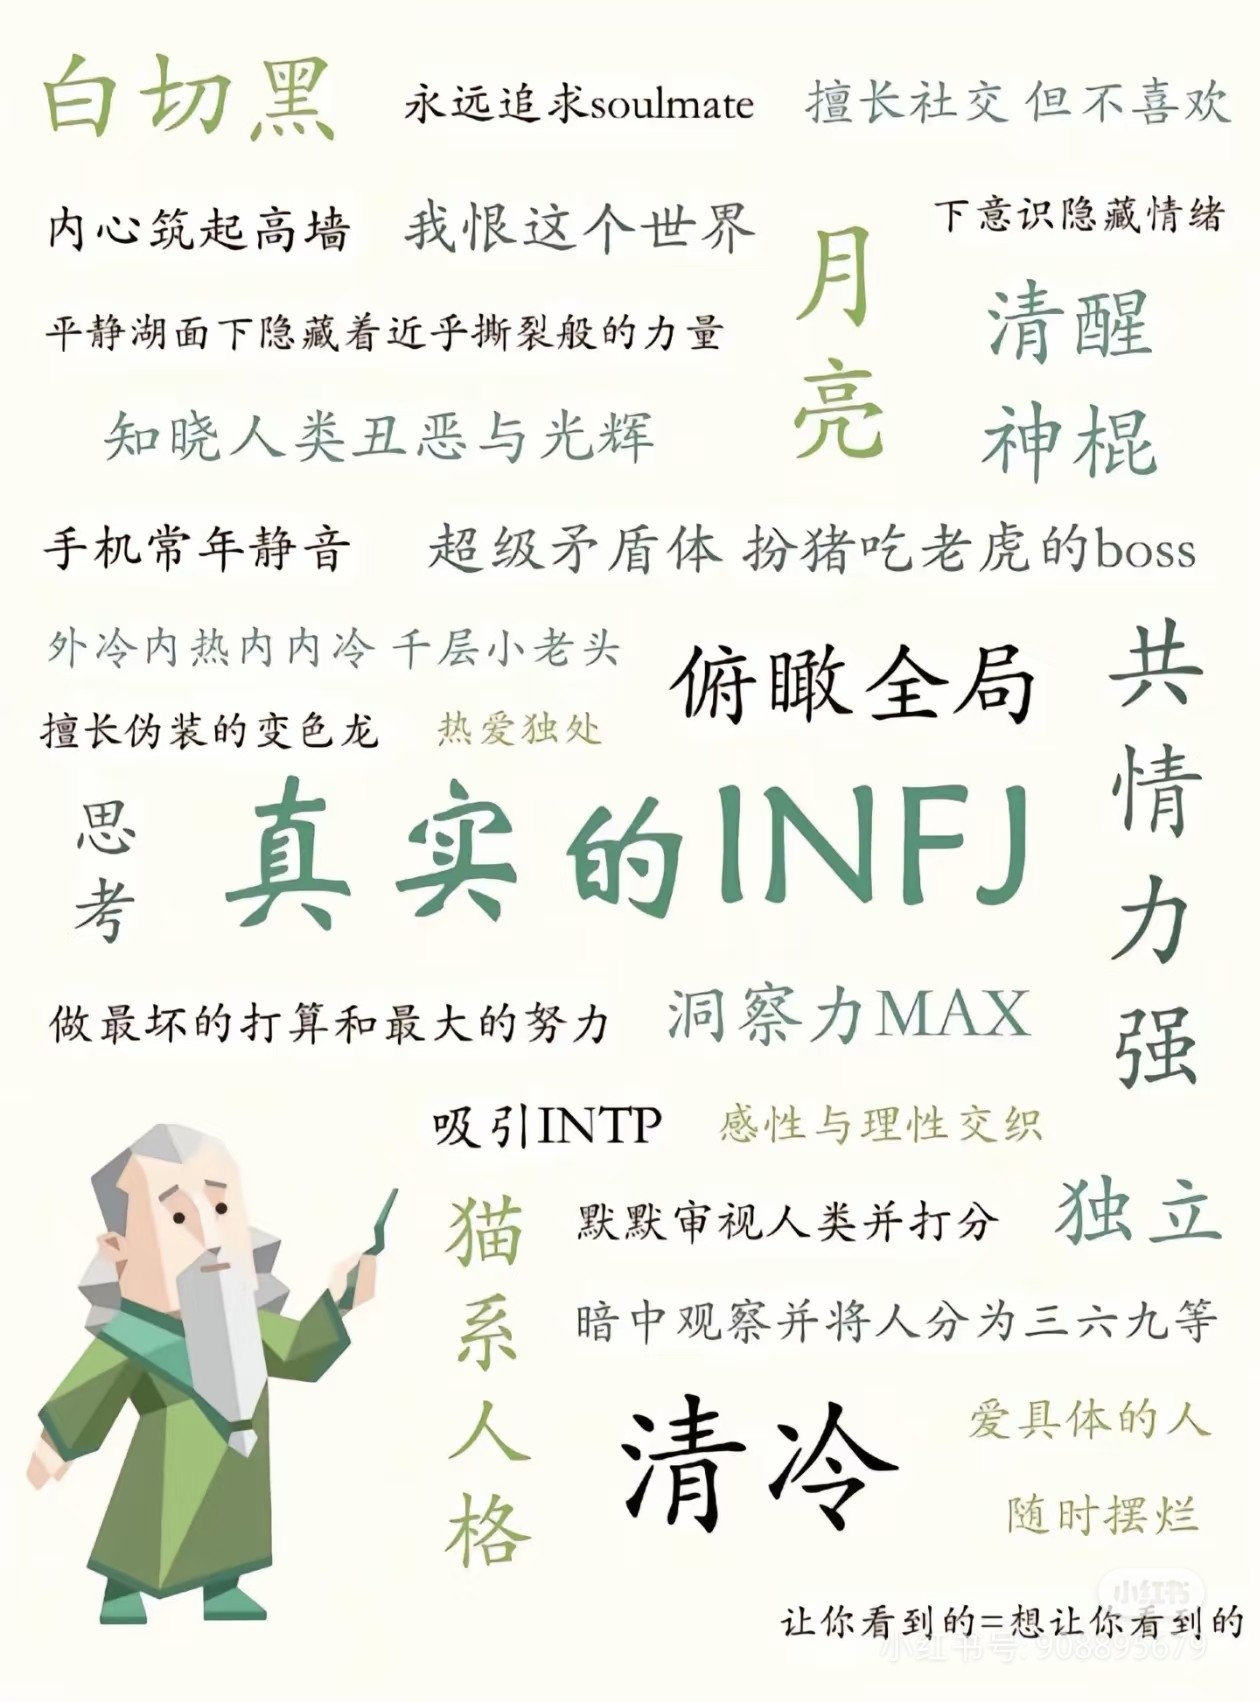 白切黑
永远追求soulmate
擅长社交 但不喜欢
内心筑起高墙
我恨这个世界
下意识隐藏情绪
月亮
清醒
神棍
平静湖面下隐藏着近乎撕裂般的力量
知晓人类丑恶与光辉
手机常年静音
超级矛盾体 扮猪吃老虎的boss
外冷内热内内冷 千层小老头
俯瞰全局
共情力强
擅长伪装的变色龙
热爱独处
思考
真实的INFJ
做最坏的打算和最大的努力
洞察力MAX
吸引INTP
感性与理性交织
猫系人格
默默审视人类并打分
独立
暗中观察并将人分为三六九等
清冷
爱具体的人
随时摆烂
小红书
让你看到的=想让你看到的
小红书号: 908895679